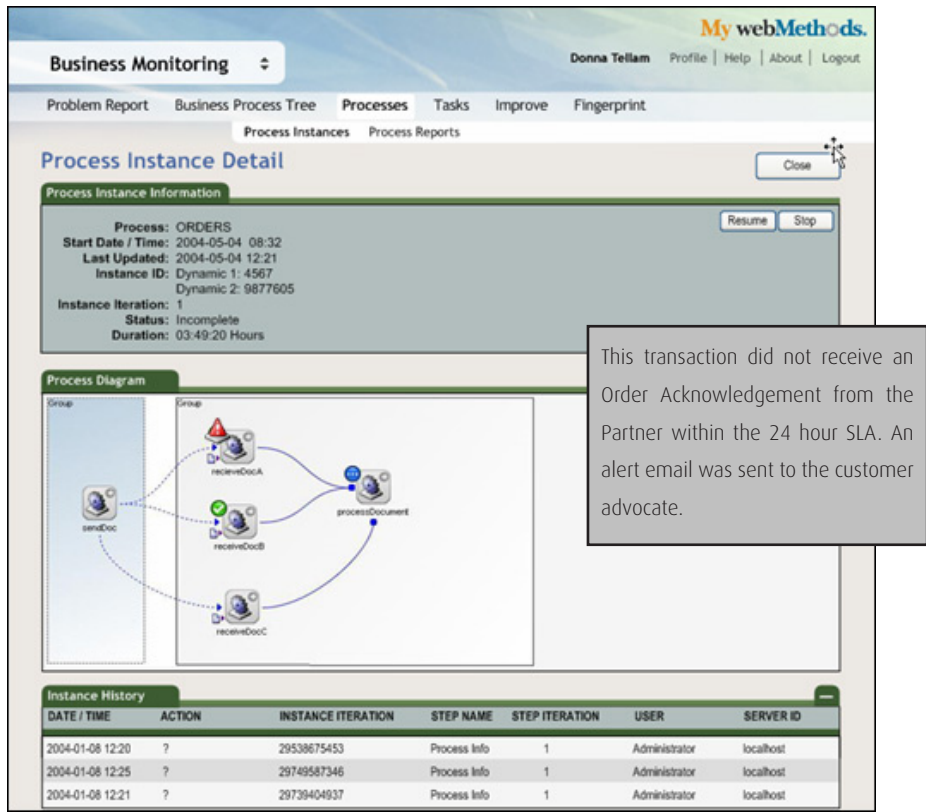 My webMethods.
Business Monitoring
Donna Tellam Profile | Help | About | Logout
Problem Report Business Process Tree Processes Tasks Improve Fingerprint
Process Instances Process Reports
Process Instance Detail
Close
Process Instance Information
Resume Stop
Process: ORDERS
Start Date / Time: 2004-05-04 08:32
Last Updated: 2004-05-04 12:21
Instance ID: Dynamic 1: 4567
Dynamic 2: 9877605
Instance Iteration: 1
Status: Incomplete
Duration: 03:49:20 Hours
This transaction did not receive an
Order Acknowledgement from the
Partner within the 24 hour SLA. An
alert email was sent to the customer
advocate.
Process Diagram
Group
Group
recieveDocA
sendDoc
processDocument
receiveDocB
receiveDocC
Instance History
DATE / TIME ACTION INSTANCE ITERATION STEP NAME STEP ITERATION USER SERVER ID
2004-01-08 12:20 ? 29538675453 Process Info 1 Administrator localhost
2004-01-08 12:25 ? 29749587346 Process Info 1 Administrator localhost
2004-01-08 12:21 ? 29739404937 Process Info 1 Administrator localhost